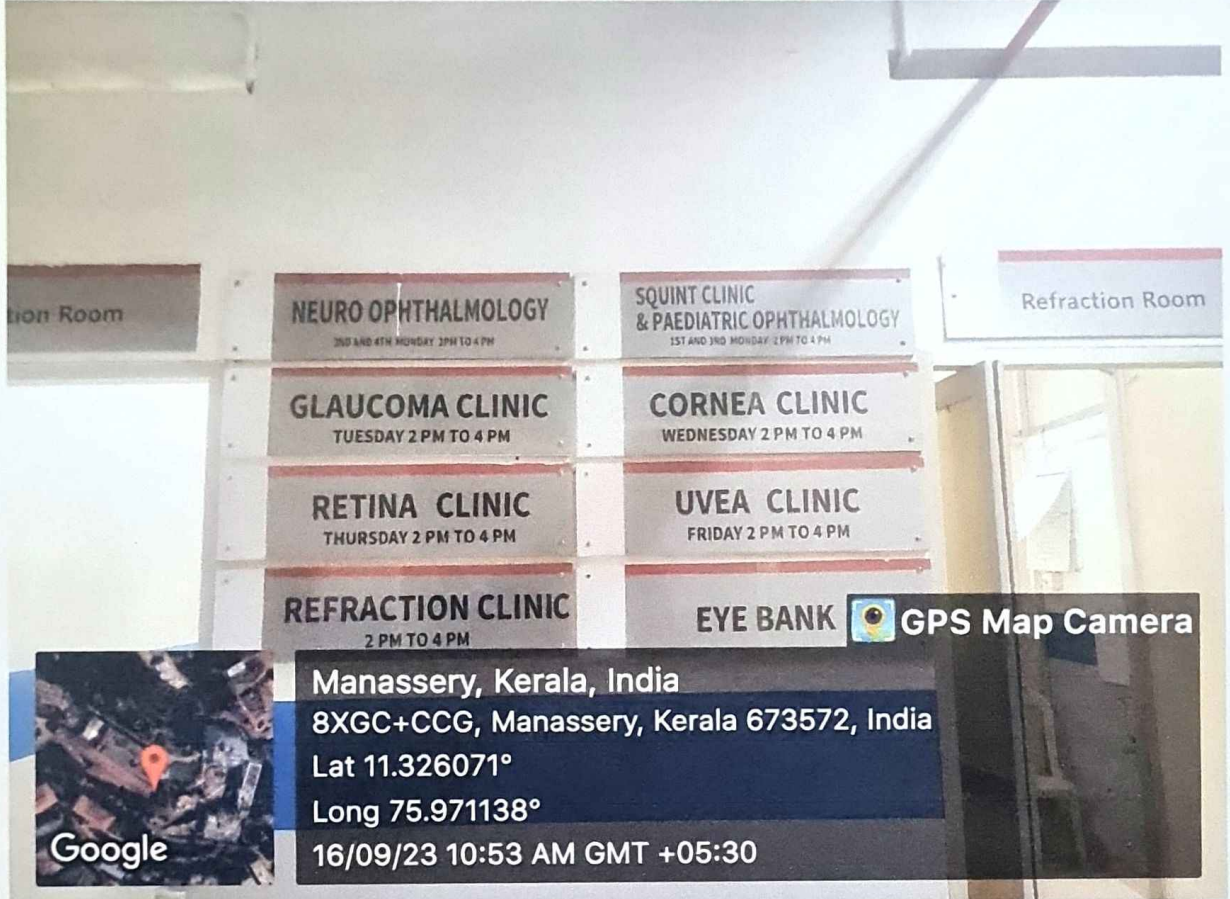 tion Room
NEURO OPHTHALMOLOGY
2ND AND 4TH MONDAY 2PM TO 4 PM
SQUINT CLINIC
& PAEDIATRIC OPHTHALMOLOGY
1ST AND 3RD MONDAY 2 PM TO 4 PM
Refraction Room
GLAUCOMA CLINIC
TUESDAY 2 PM TO 4 PM
CORNEA CLINIC
WEDNESDAY 2 PM TO 4 PM
RETINA CLINIC
THURSDAY 2 PM TO 4 PM
UVEA CLINIC
FRIDAY 2 PM TO 4 PM
REFRACTION CLINIC
2 PM TO 4 PM
EYE BANK
GPS Map Camera
Manassery, Kerala, India
8XGC+CCG, Manassery, Kerala 673572, India
Lat 11.326071°
Long 75.971138°
16/09/23 10:53 AM GMT +05:30
Google